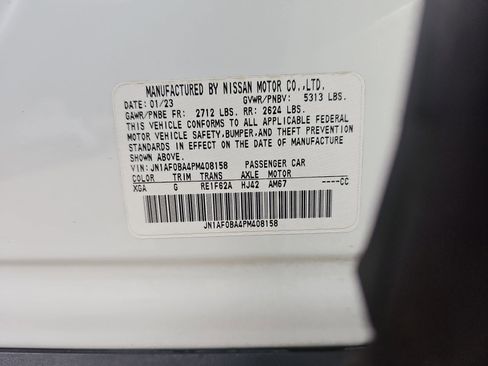 MANUFACTURED BY NISSAN MOTOR CO.,LTD.
DATE: 01/23 GVWR/PNBV: 5313 LBS.
GAWR/PNBE FR: 2712 LBS. RR: 2624 LBS.
THIS VEHICLE CONFORMS TO ALL APPLICABLE FEDERAL
MOTOR VEHICLE SAFETY,BUMPER,AND THEFT PREVENTION
STANDARDS IN EFFECT ON THE DATE OF MANUFACTURE
SHOWN ABOVE.
VIN: JN1AF0BA4PM408158 PASSENGER CAR
COLOR TRIM TRANS AXLE MOTOR
XGA G RE1F62A HJ42 AM67 ----CC
JN1AF0BA4PM408158